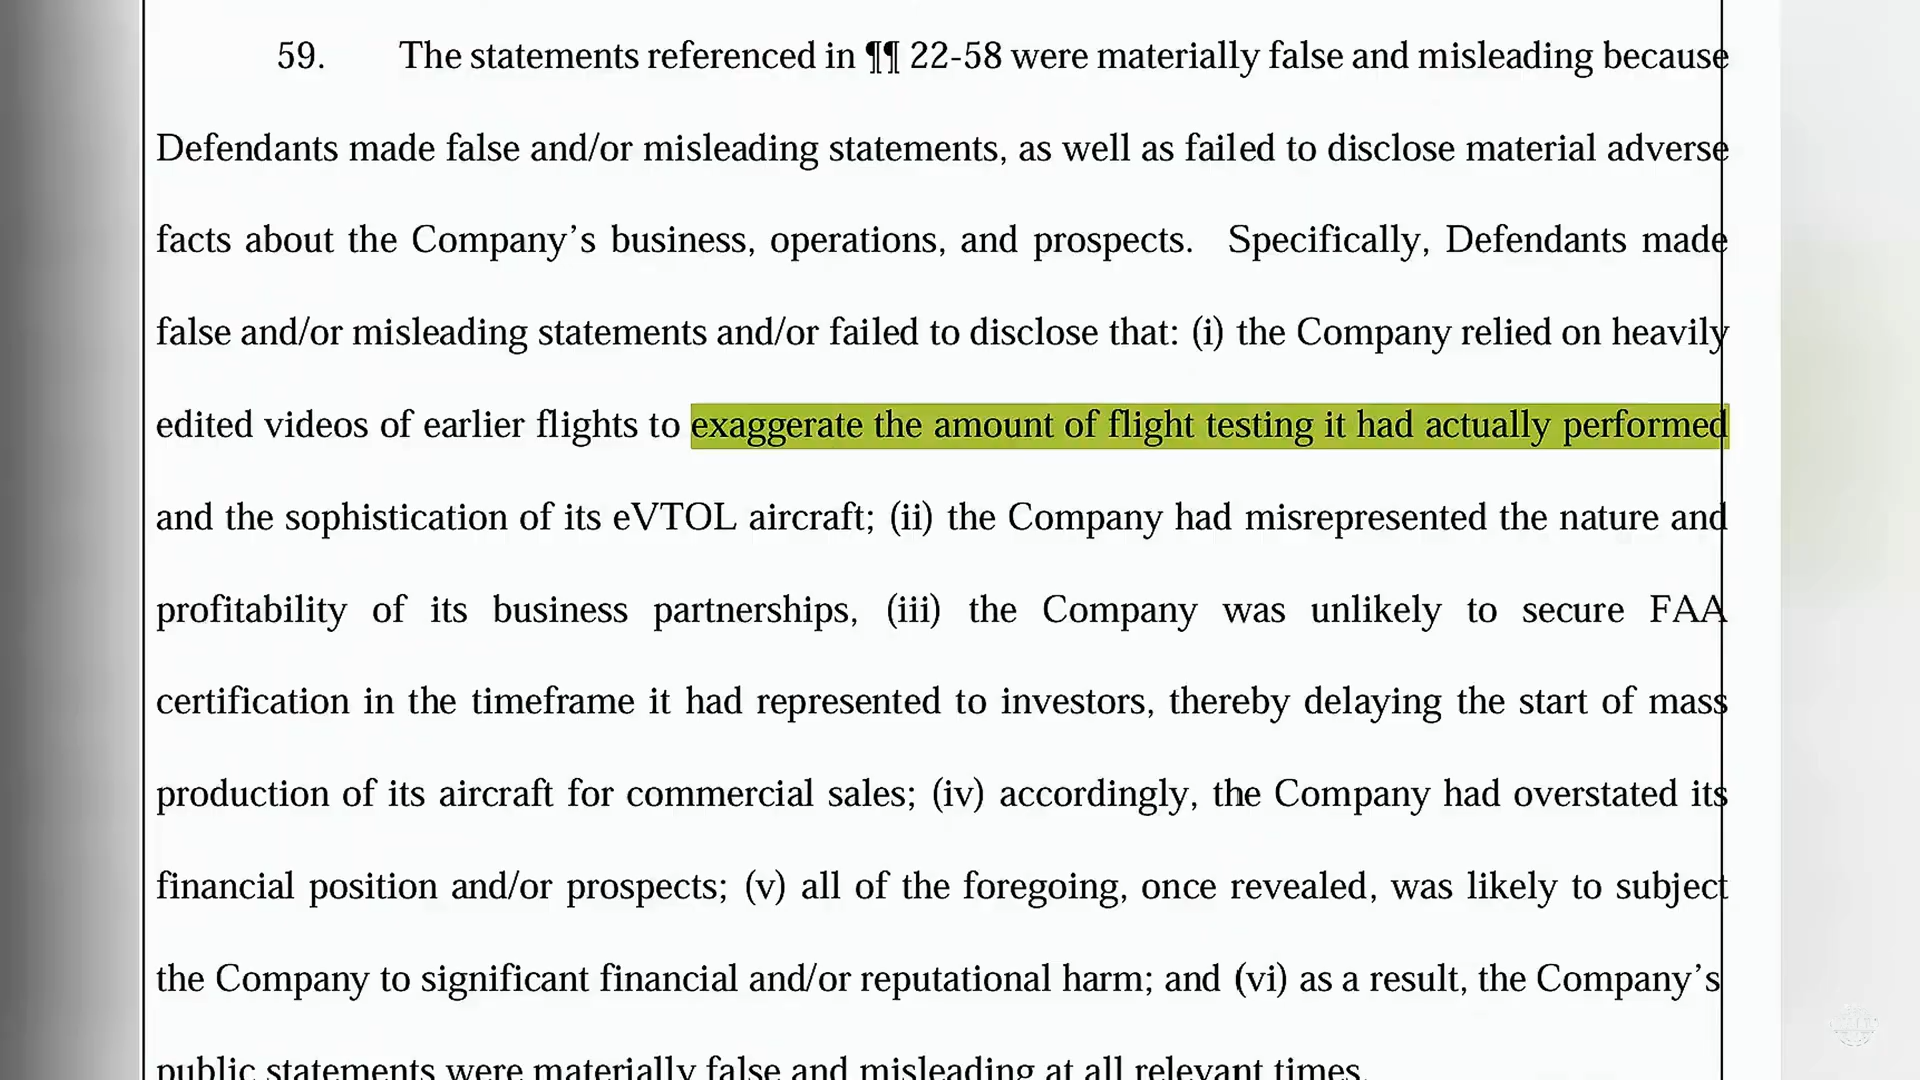 59. The statements referenced in ¶¶ 22-58 were materially false and misleading because
Defendants made false and/or misleading statements, as well as failed to disclose material adverse
facts about the Company’s business, operations, and prospects. Specifically, Defendants made
false and/or misleading statements and/or failed to disclose that: (i) the Company relied on heavily
edited videos of earlier flights to exaggerate the amount of flight testing it had actually performed
and the sophistication of its eVTOL aircraft; (ii) the Company had misrepresented the nature and
profitability of its business partnerships, (iii) the Company was unlikely to secure FAA
certification in the timeframe it had represented to investors, thereby delaying the start of mass
production of its aircraft for commercial sales; (iv) accordingly, the Company had overstated its
financial position and/or prospects; (v) all of the foregoing, once revealed, was likely to subject
the Company to significant financial and/or reputational harm; and (vi) as a result, the Company’s
public statements were materially false and misleading at all relevant times.